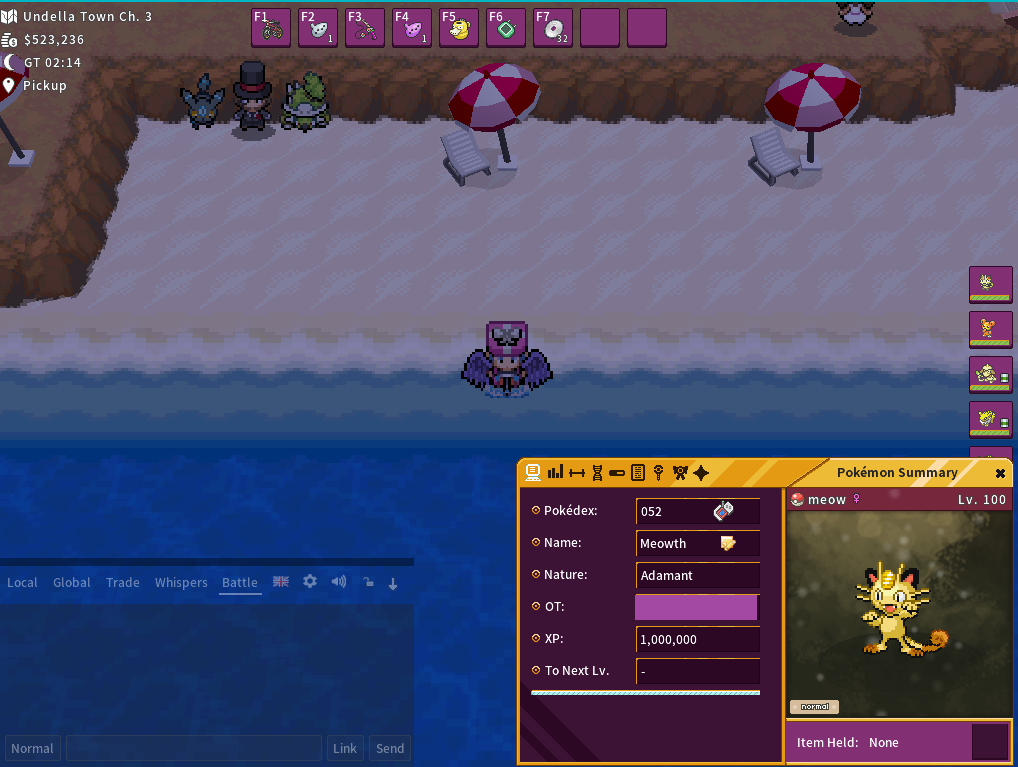 Undella Town Ch. 3
$523,236
GT 02:14
Pickup
F1
F2
1
F3
F4
1
F5
F6
F7
32
Pokémon Summary
meow ♀
Lv. 100
Pokédex:
052
Name:
Meowth
Nature:
Adamant
OT:
XP:
1,000,000
To Next Lv.
-
normal
Item Held: None
Local Global Trade Whispers Battle
Normal
Link
Send